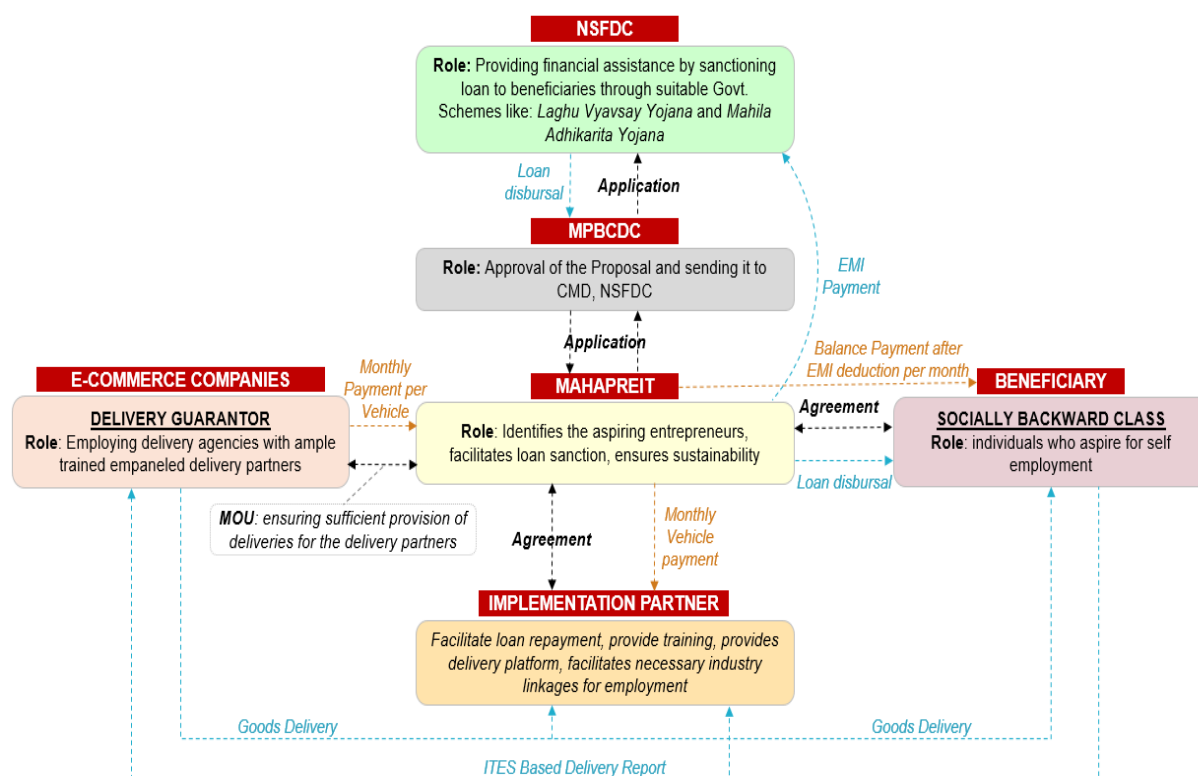 NSFDC
Role: Providing financial assistance by sanctioning
loan to beneficiaries through suitable Govt.
Schemes like: Laghu Vyavsay Yojana and Mahila
Adhikarita Yojana
Loan
disbursal
Application
MPBCDC
Role: Approval of the Proposal and sending it to
CMD, NSFDC
EMI
Payment
Application
Monthly
Payment per
Vehicle
Balance Payment after
EMI deduction per month
E-COMMERCE COMPANIES
MAHAPREIT
BENEFICIARY
DELIVERY GUARANTOR
Role: Employing delivery agencies with ample
trained empaneled delivery partners
Role: Identifies the aspiring entrepreneurs,
facilitates loan sanction, ensures sustainability
Agreement
SOCIALLY BACKWARD CLASS
Role: individuals who aspire for self
employment
Loan disbursal
MOU: ensuring sufficient provision of
deliveries for the delivery partners
Agreement
Monthly
Vehicle
payment
IMPLEMENTATION PARTNER
Facilitate loan repayment, provide training, provides
delivery platform, facilitates necessary industry
linkages for employment
Goods Delivery
Goods Delivery
ITES Based Delivery Report